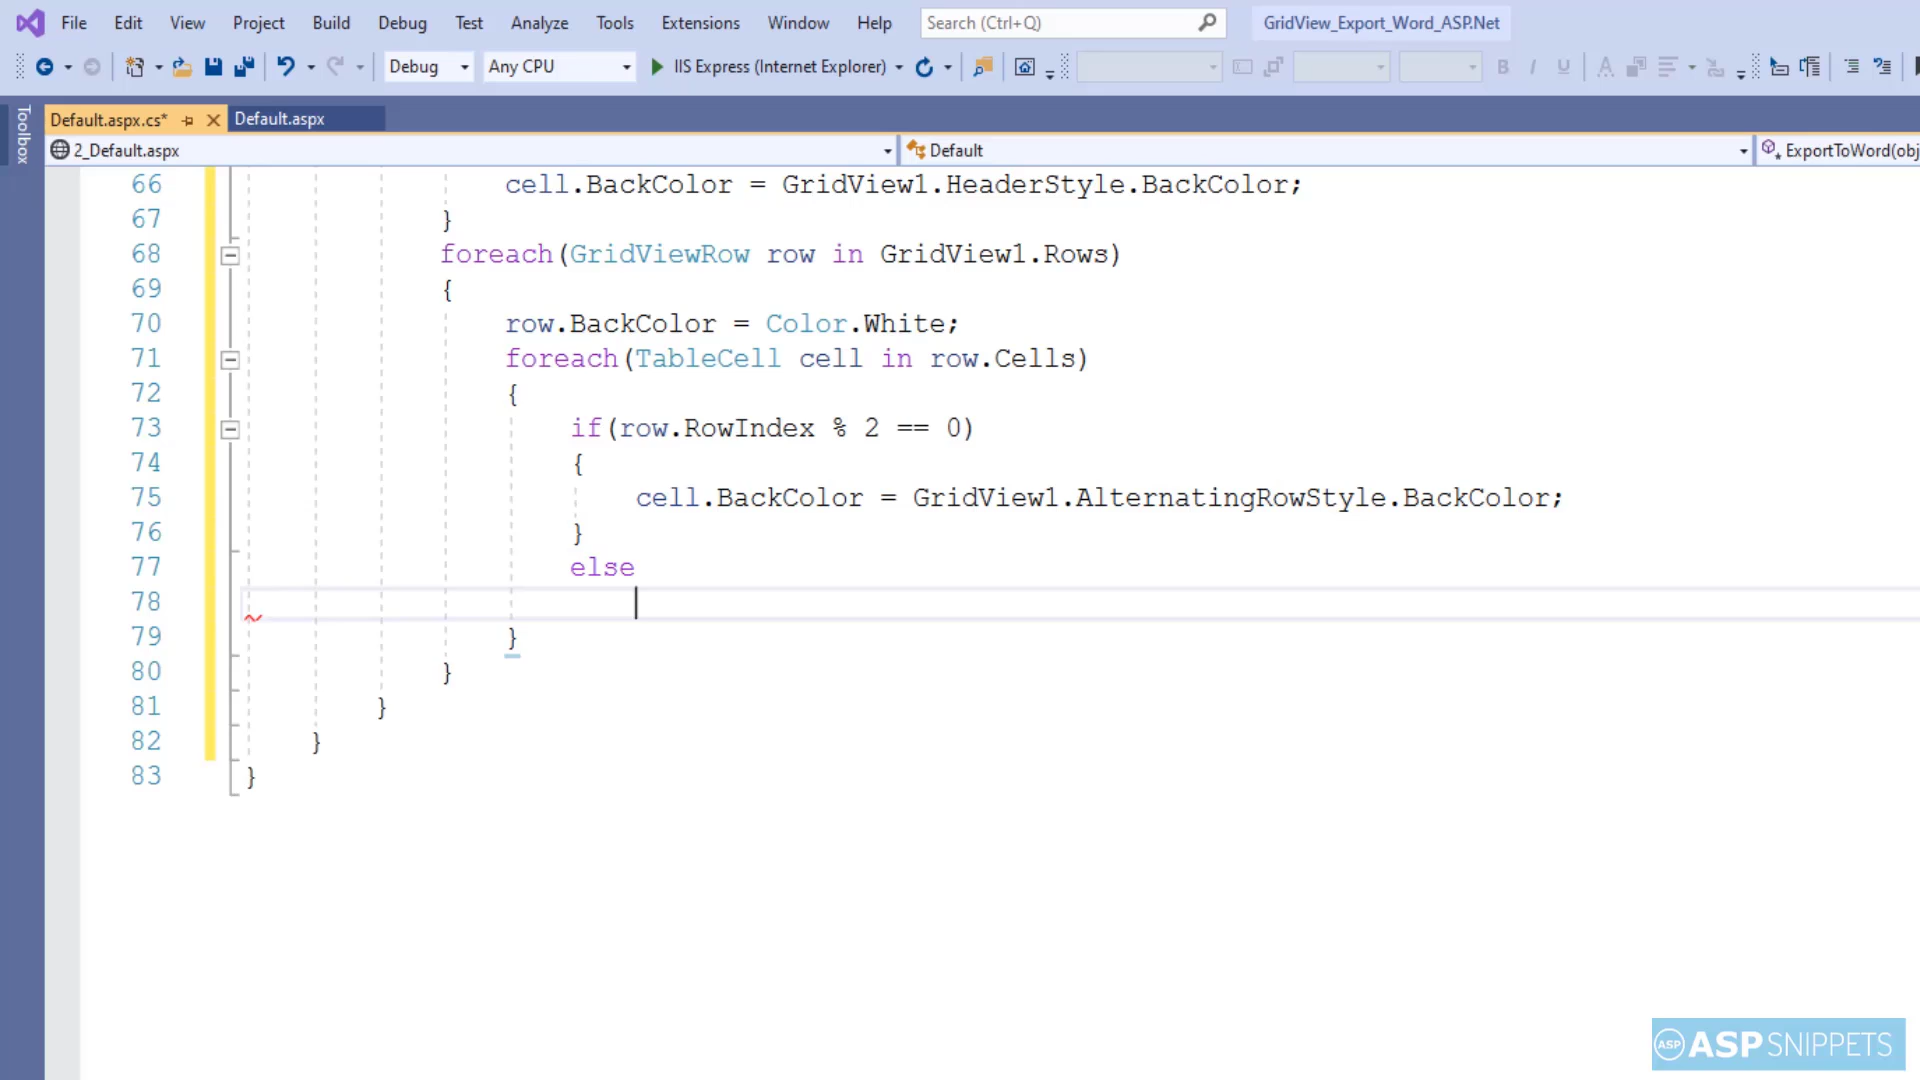 File Edit View Project Build Debug Test Analyze Tools Extensions Window Help Search (Ctrl+Q) GridView_Export_Word_ASP.Net
Debug Any CPU IIS Express (Internet Explorer)
Toolbox
Default.aspx.cs* Default.aspx
2_Default.aspx Default ExportToWord(obj
66 cell.BackColor = GridView1.HeaderStyle.BackColor;
67 }
68 foreach(GridViewRow row in GridView1.Rows)
69 {
70 row.BackColor = Color.White;
71 foreach(TableCell cell in row.Cells)
72 {
73 if(row.RowIndex % 2 == 0)
74 {
75 cell.BackColor = GridView1.AlternatingRowStyle.BackColor;
76 }
77 else
78
79 }
80 }
81 }
82 }
83 }
ASP ASPSNIPPETS